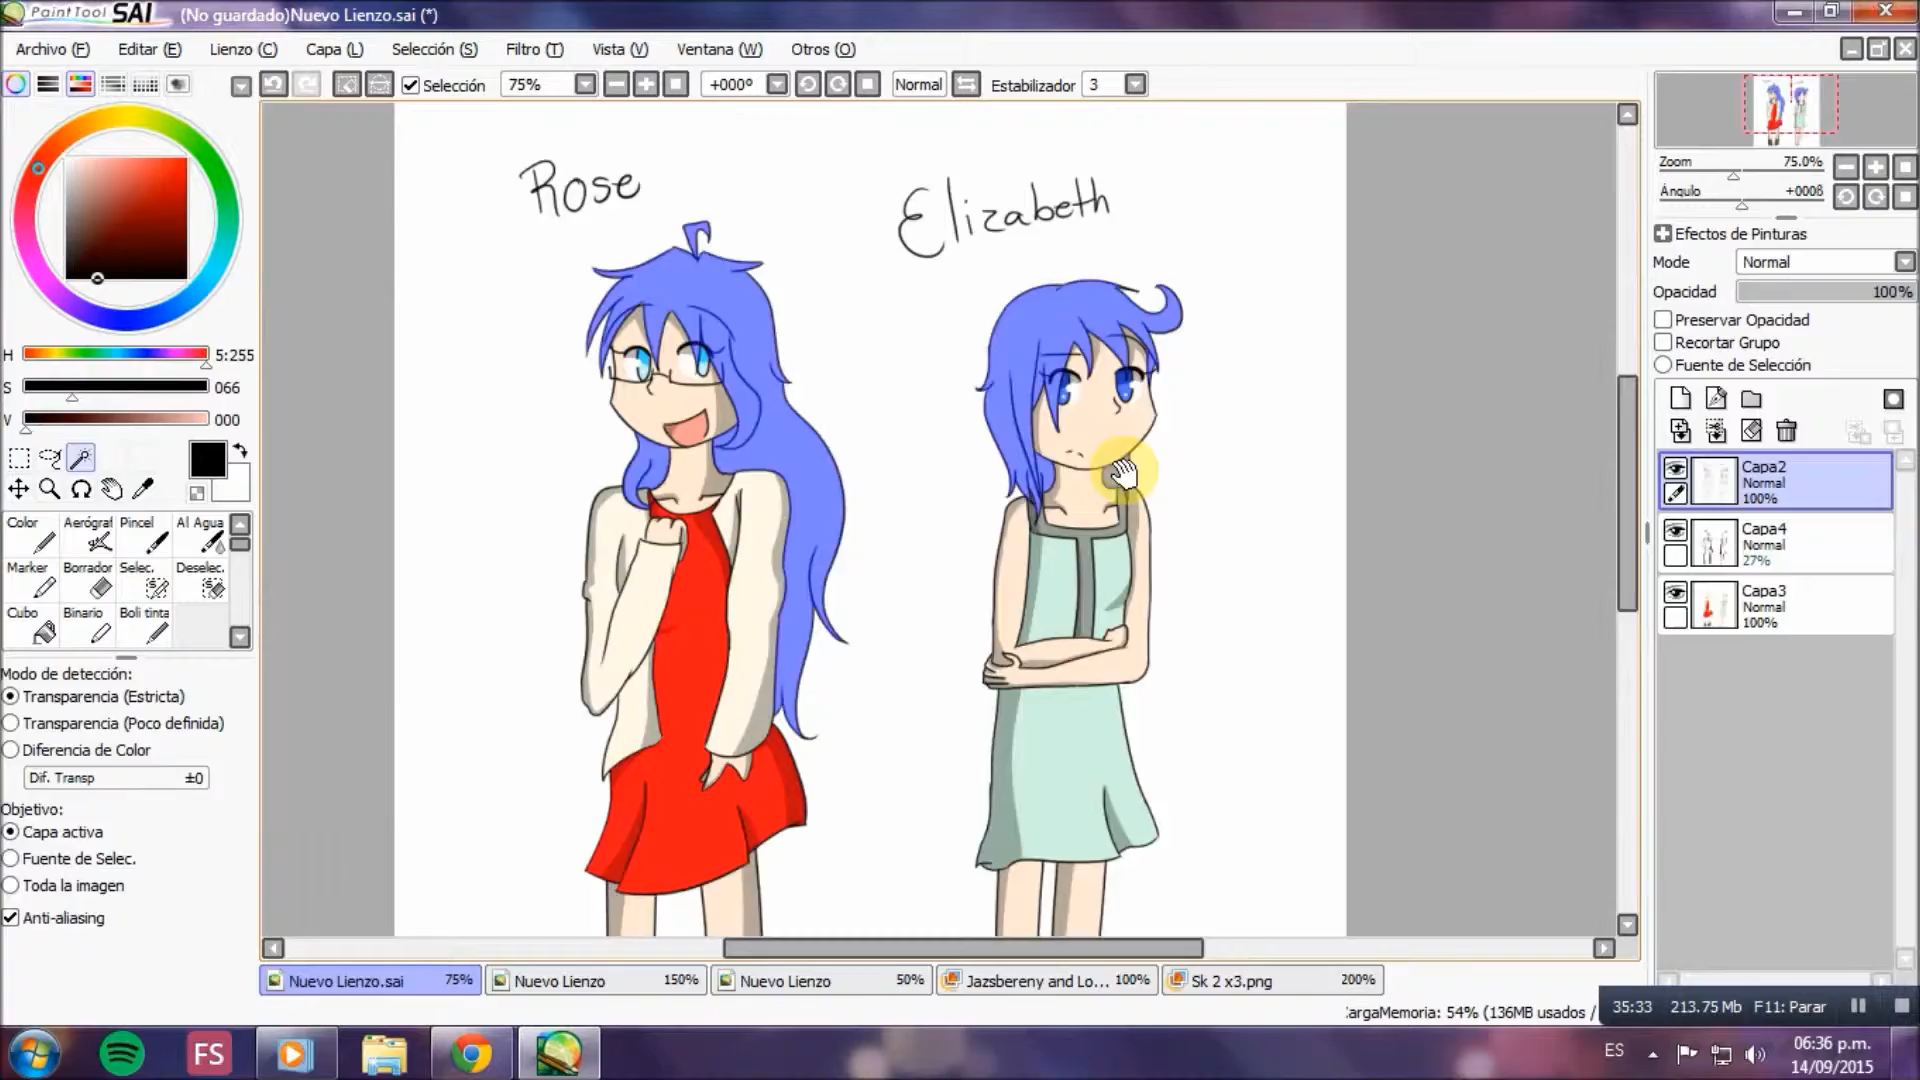 PaintTool SAI (No guardado)Nuevo Lienzo.sai (*)
Archivo (F) Editar (E) Lienzo (C) Capa (L) Selección (S) Filtro (T) Vista (V) Ventana (W) Otros (O)
Selección 75% +000º Normal Estabilizador 3
Zoom 75.0%
Ángulo +0008
Efectos de Pinturas
Modo Normal
Opacidad 100%
Preservar Opacidad
Recortar Grupo
Fuente de Selección
Capa2
Normal
100%
Capa4
Normal
27%
Capa3
Normal
100%
H 5:255
S 066
V 000
Color Aerógraf Pincel Al Agua
Marker Borrador Selec. Deselec.
Cubo Binario Boli tinta
Modo de detección:
Transparencia (Estricta)
Transparencia (Poco definida)
Diferencia de Color
Dif. Transp ±0
Objetivo:
Capa activa
Fuente de Selec.
Toda la imagen
Anti-aliasing
Rose
Elizabeth
Nuevo Lienzo.sai 75% Nuevo Lienzo 150% Nuevo Lienzo 50% Jazsbereny and Lo... 100% Sk 2 x3.png 200%
CargaMemoria: 54% (136MB usados /
35:33 213.75 Mb F11: Parar
FS
ES
06:36 p.m.
14/09/2015